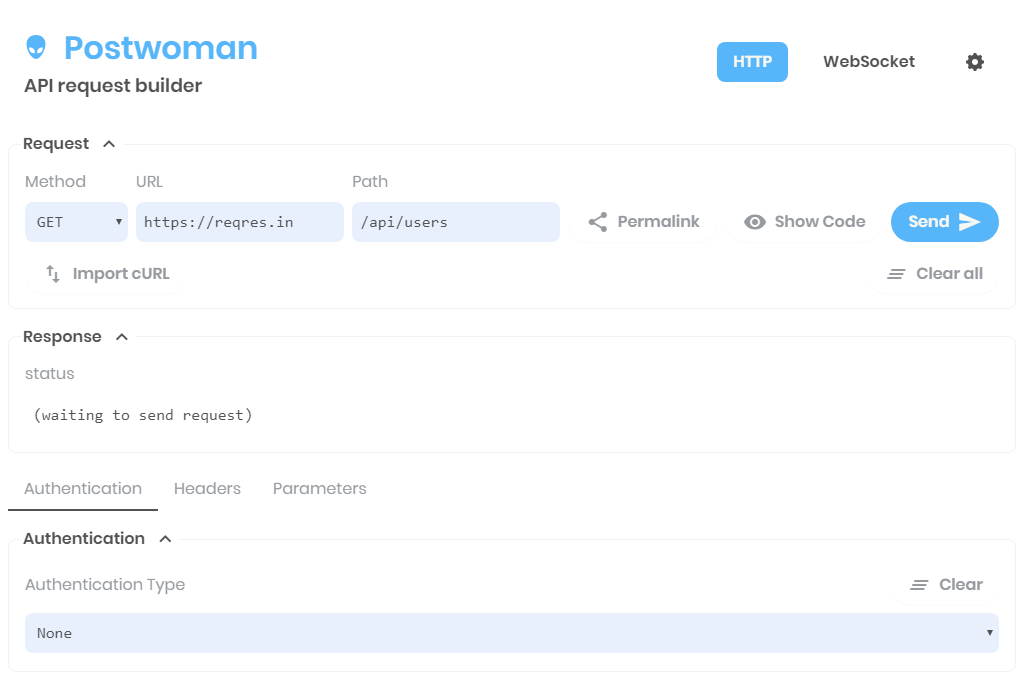 Postwoman
API request builder
HTTP WebSocket
Request
Method URL Path
GET https://reqres.in /api/users Permalink Show Code Send
Import cURL Clear all
Response
status
(waiting to send request)
Authentication Headers Parameters
Authentication
Authentication Type Clear
None